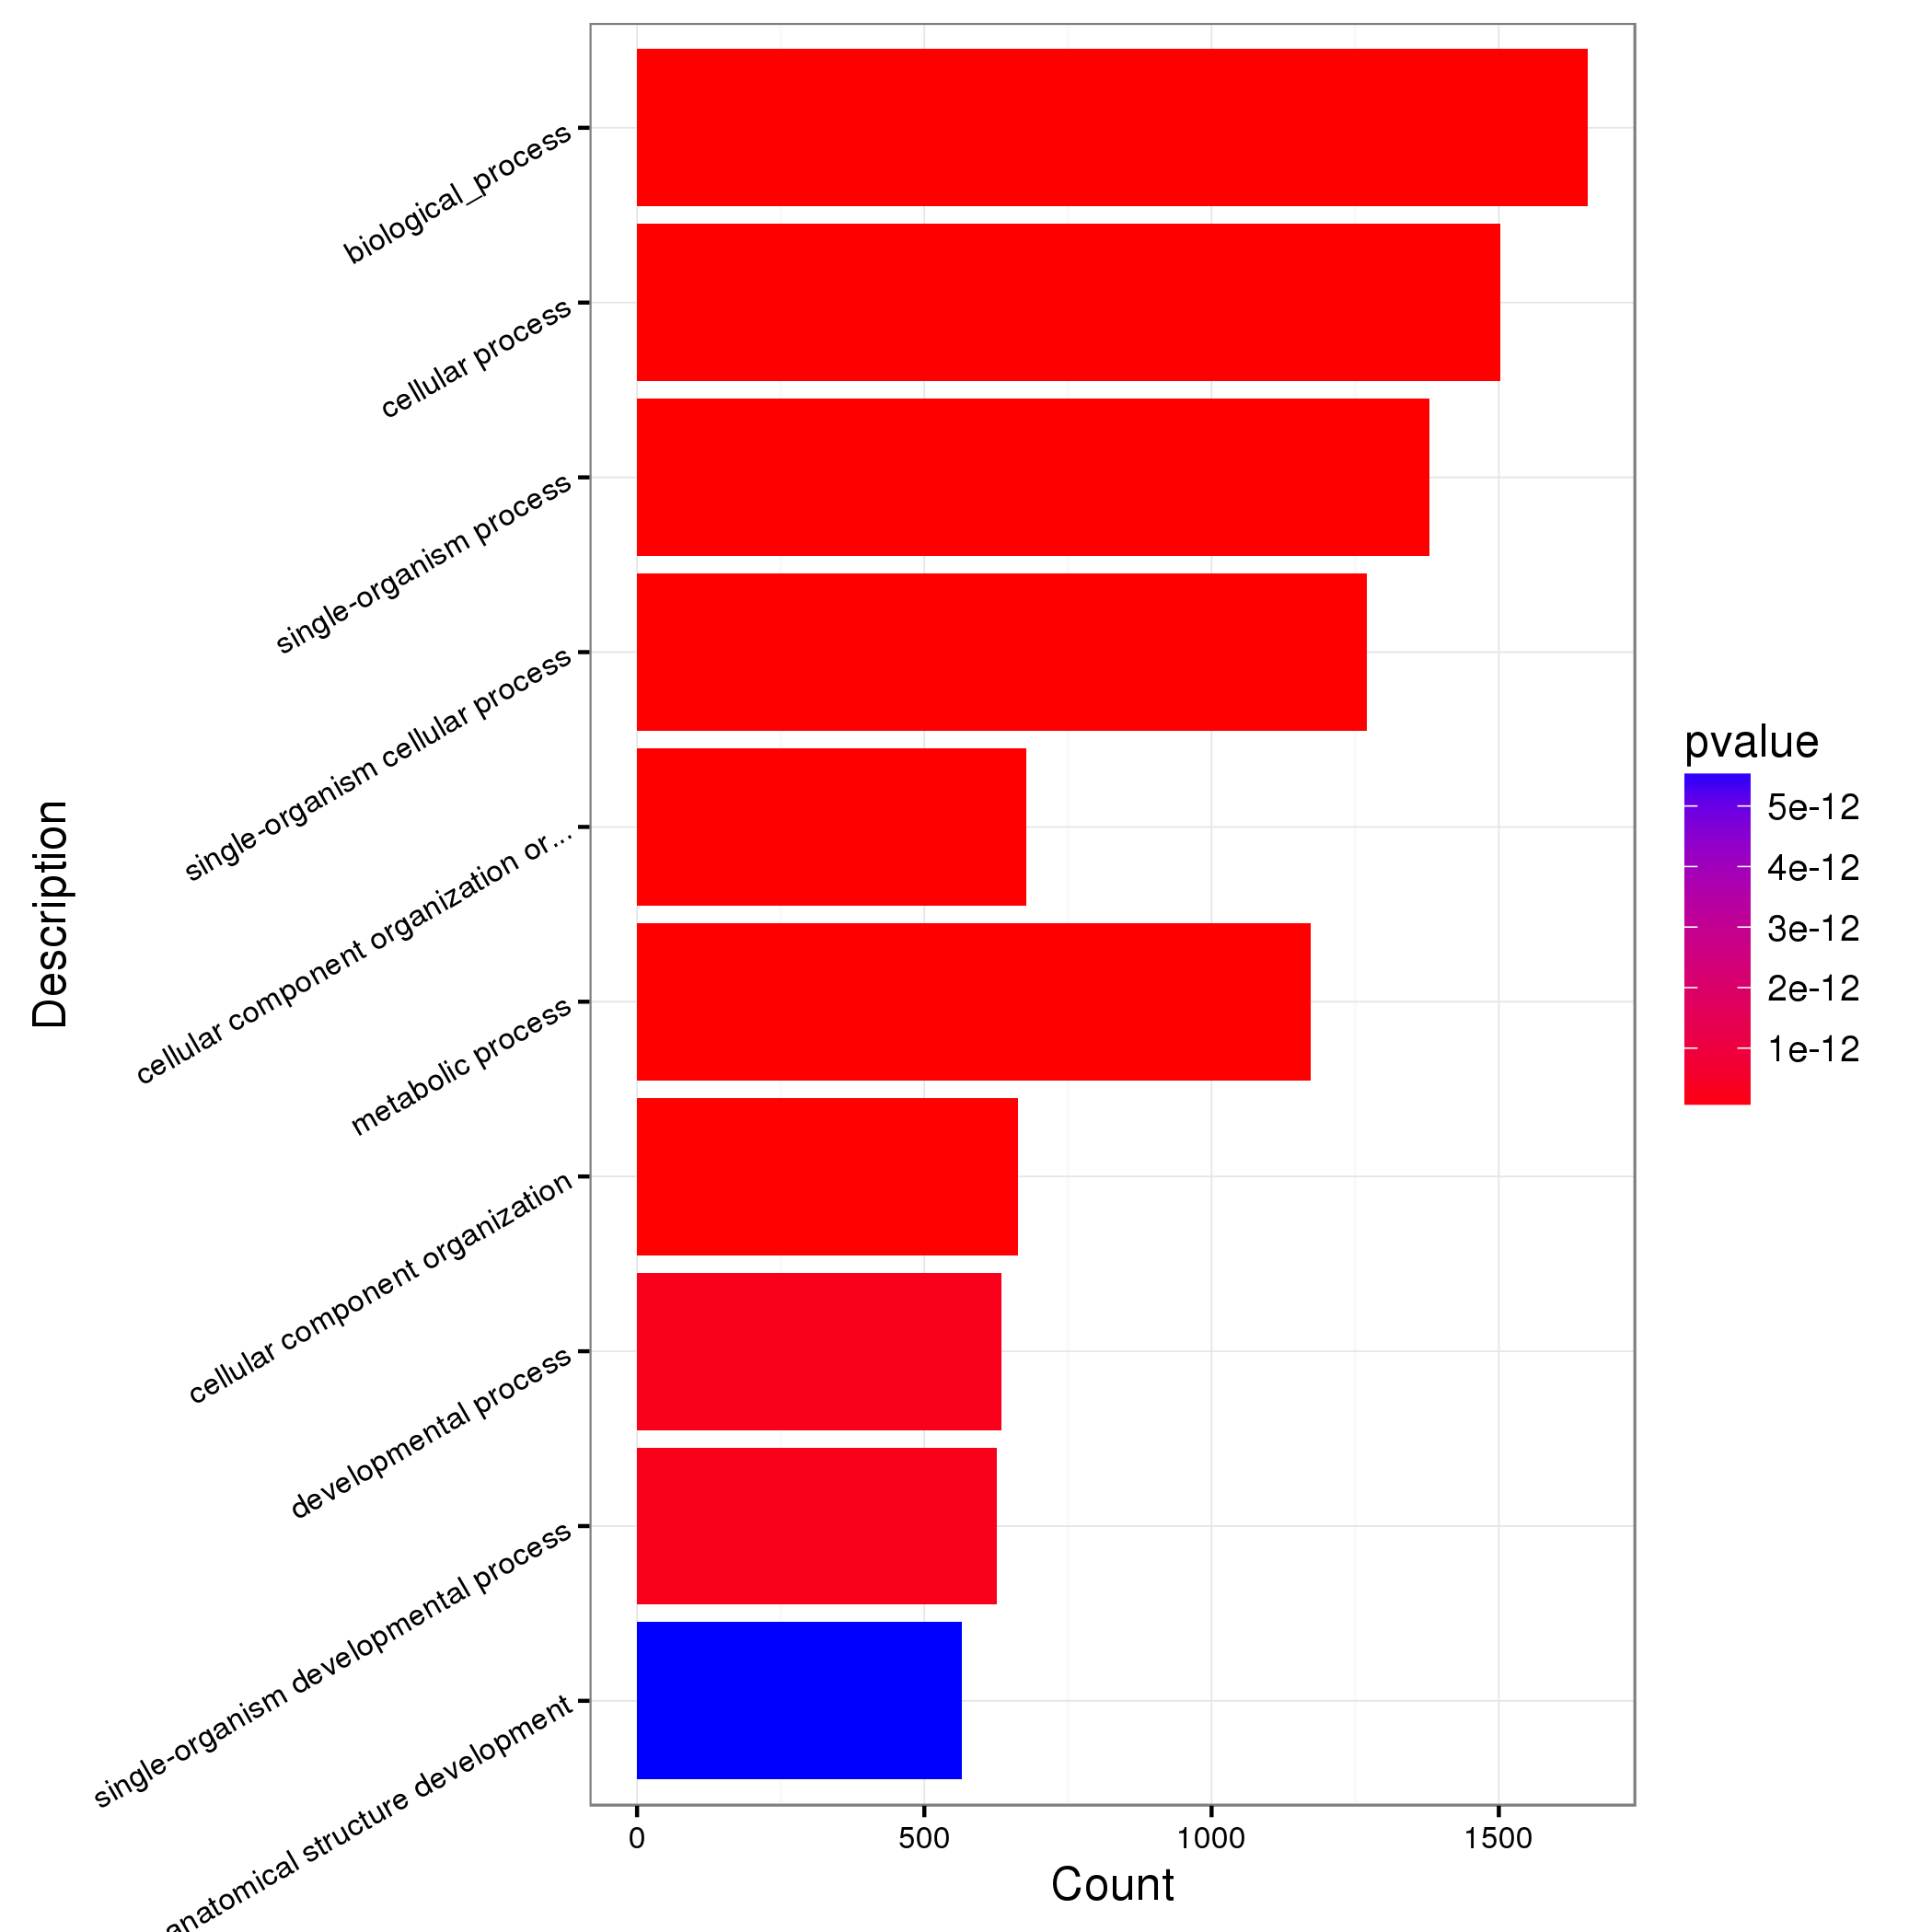 biological_process
cellular process
single-organism process
single-organism cellular process
cellular component organization or...
metabolic process
cellular component organization
developmental process
single-organism developmental process
anatomical structure development
Description
0
500
1000
1500
Count
pvalue
5e-12
4e-12
3e-12
2e-12
1e-12